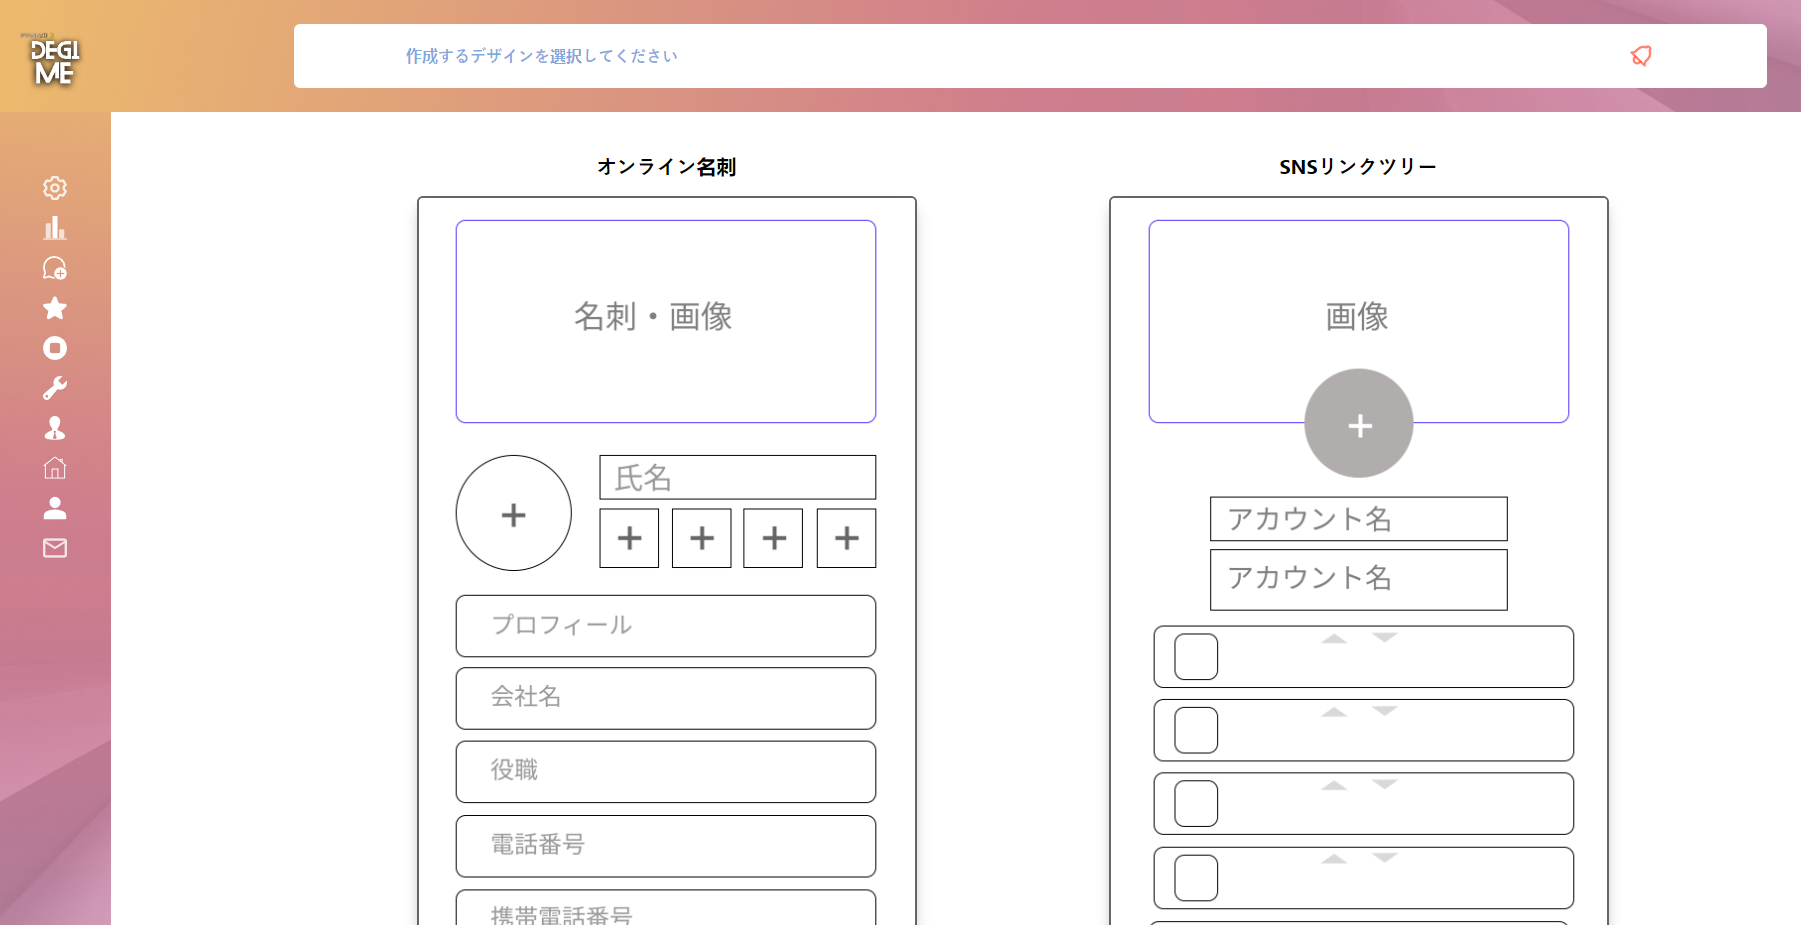 DEGI
ME
作成するデザインを選択してください
オンライン名刺
名刺・画像
氏名
プロフィール
会社名
役職
電話番号
携帯電話番号
SNSリンクツリー
画像
アカウント名
アカウント名